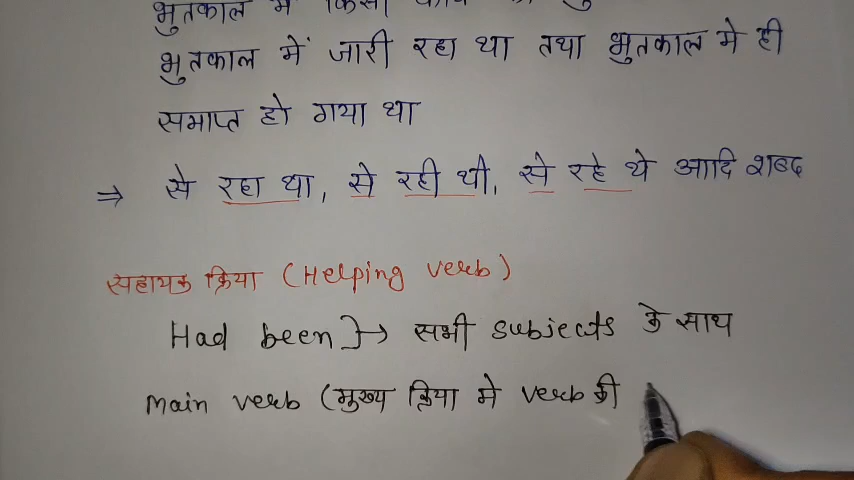 भुतकाल में किसी
भुतकाल में जारी रहा था तथा भुतकाल मे ही
समाप्त हो गया था
⇒ से रहा था, से रही थी, से रहे थे आदि शब्द
सहायक क्रिया (Helping verb)
Had been }→ सभी subjects के साथ
Main verb (मुख्य क्रिया मे verb की